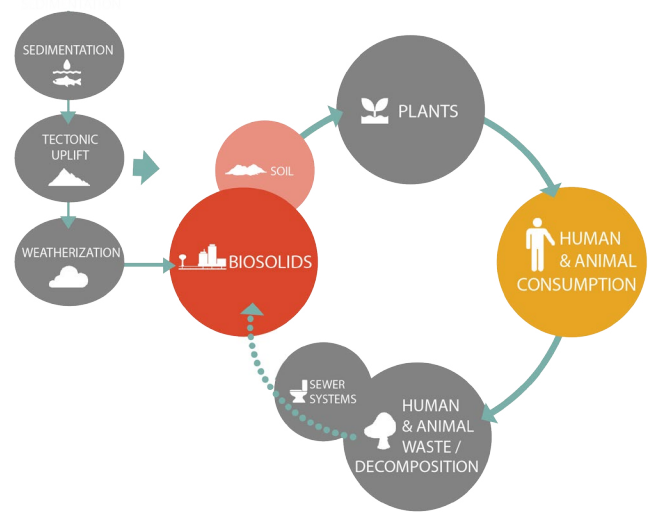 SEDIMENTATION
TECTONIC
UPLIFT
WEATHERIZATION
SOIL
BIOSOLIDS
PLANTS
HUMAN
& ANIMAL
CONSUMPTION
SEWER
SYSTEMS
HUMAN
& ANIMAL
WASTE /
DECOMPOSITION